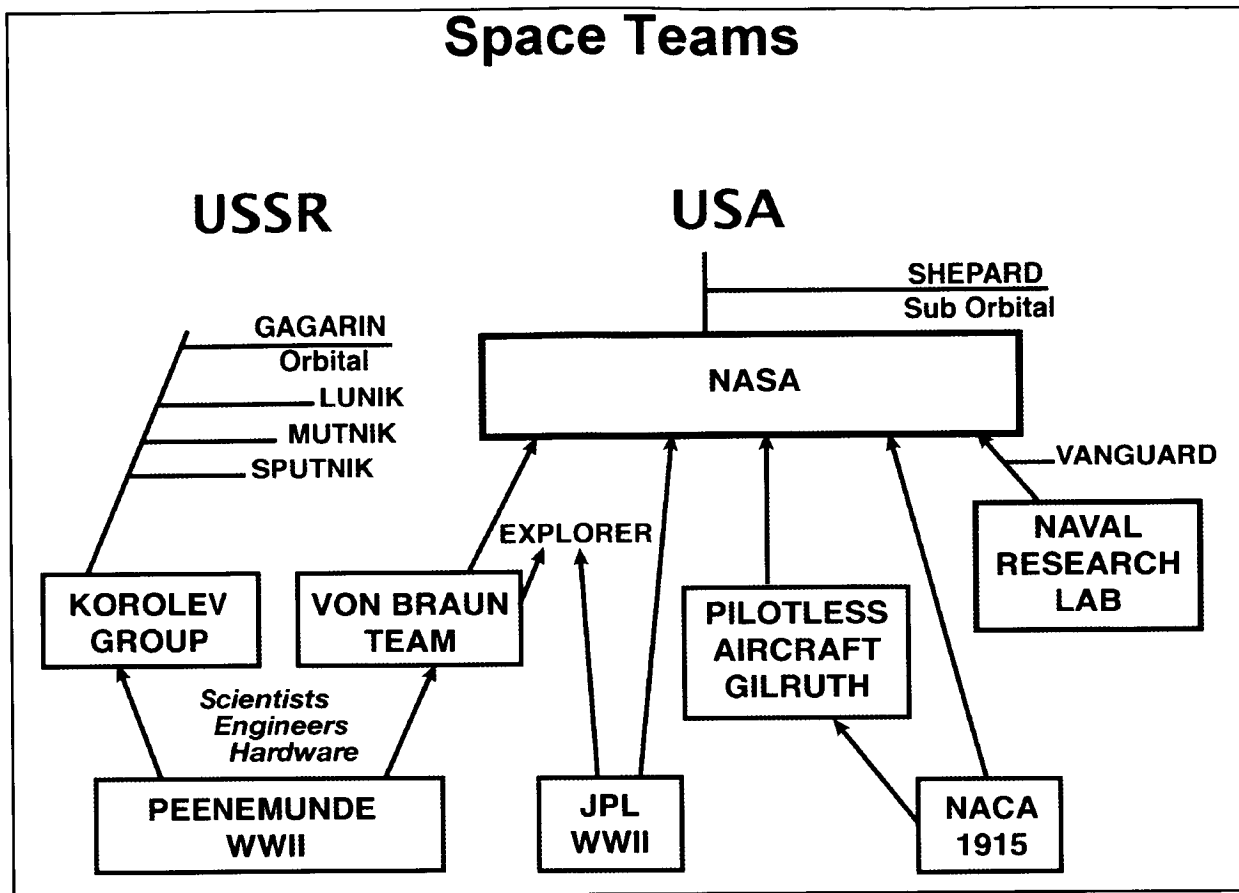 Space Teams
USSR
USA
SHEPARD
Sub Orbital
GAGARIN
Orbital
LUNIK
MUTNIK
SPUTNIK
NASA
VANGUARD
EXPLORER
NAVAL
RESEARCH
LAB
KOROLEV
GROUP
VON BRAUN
TEAM
PILOTLESS
AIRCRAFT
GILRUTH
Scientists
Engineers
Hardware
PEENEMUNDE
WWII
JPL
WWII
NACA
1915